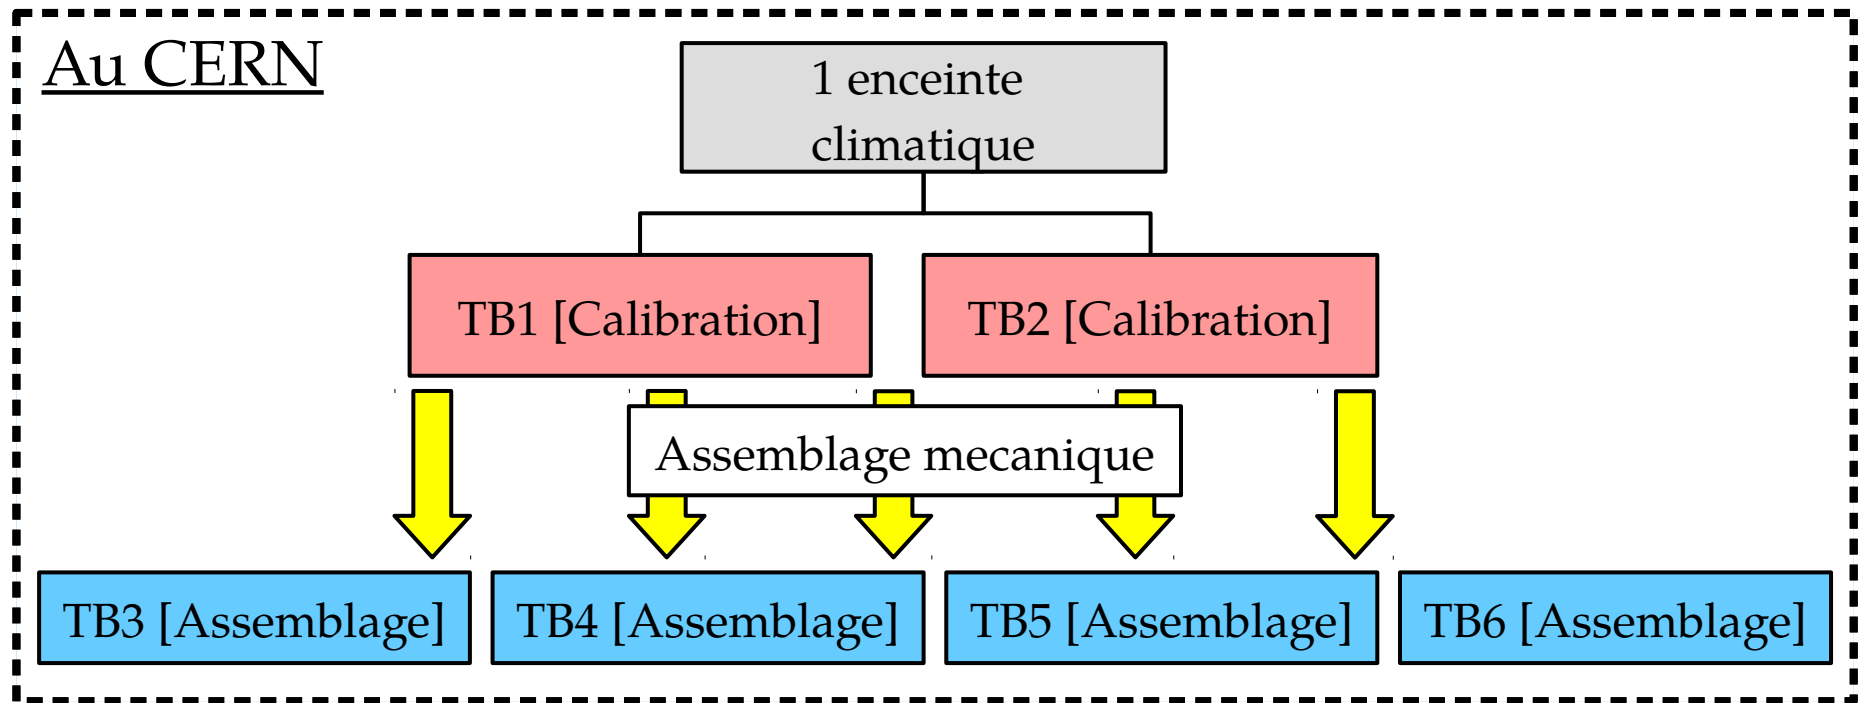 Au CERN
1 enceinte
climatique
TB1 [Calibration]
TB2 [Calibration]
Assemblage mecanique
TB3 [Assemblage]
TB4 [Assemblage]
TB5 [Assemblage]
TB6 [Assemblage]